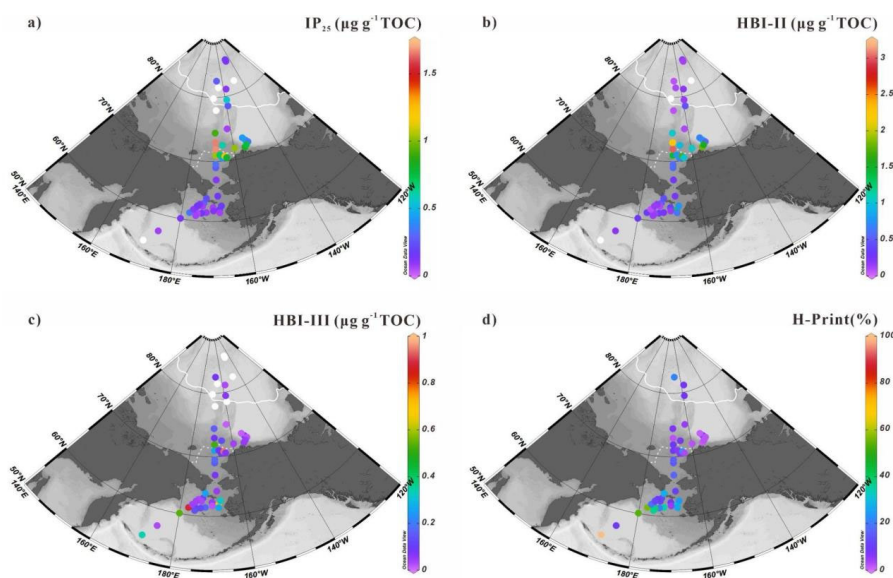 a) IP₂₅ (μg g⁻¹ TOC)
80°N
70°N
60°N
50°N
140°E
160°E
180°E
160°W
140°W
120°W
1.5
1
0.5
0
Ocean Data View
b) HBI-II (μg g⁻¹ TOC)
80°N
70°N
60°N
50°N
140°E
160°E
180°E
160°W
140°W
120°W
3
2.5
2
1.5
1
0.5
0
Ocean Data View
c) HBI-III (μg g⁻¹ TOC)
80°N
70°N
60°N
50°N
140°E
160°E
180°E
160°W
140°W
120°W
1
0.8
0.6
0.4
0.2
0
Ocean Data View
d) H-Print(%)
80°N
70°N
60°N
50°N
140°E
160°E
180°E
160°W
140°W
120°W
100
80
60
40
20
0
Ocean Data View